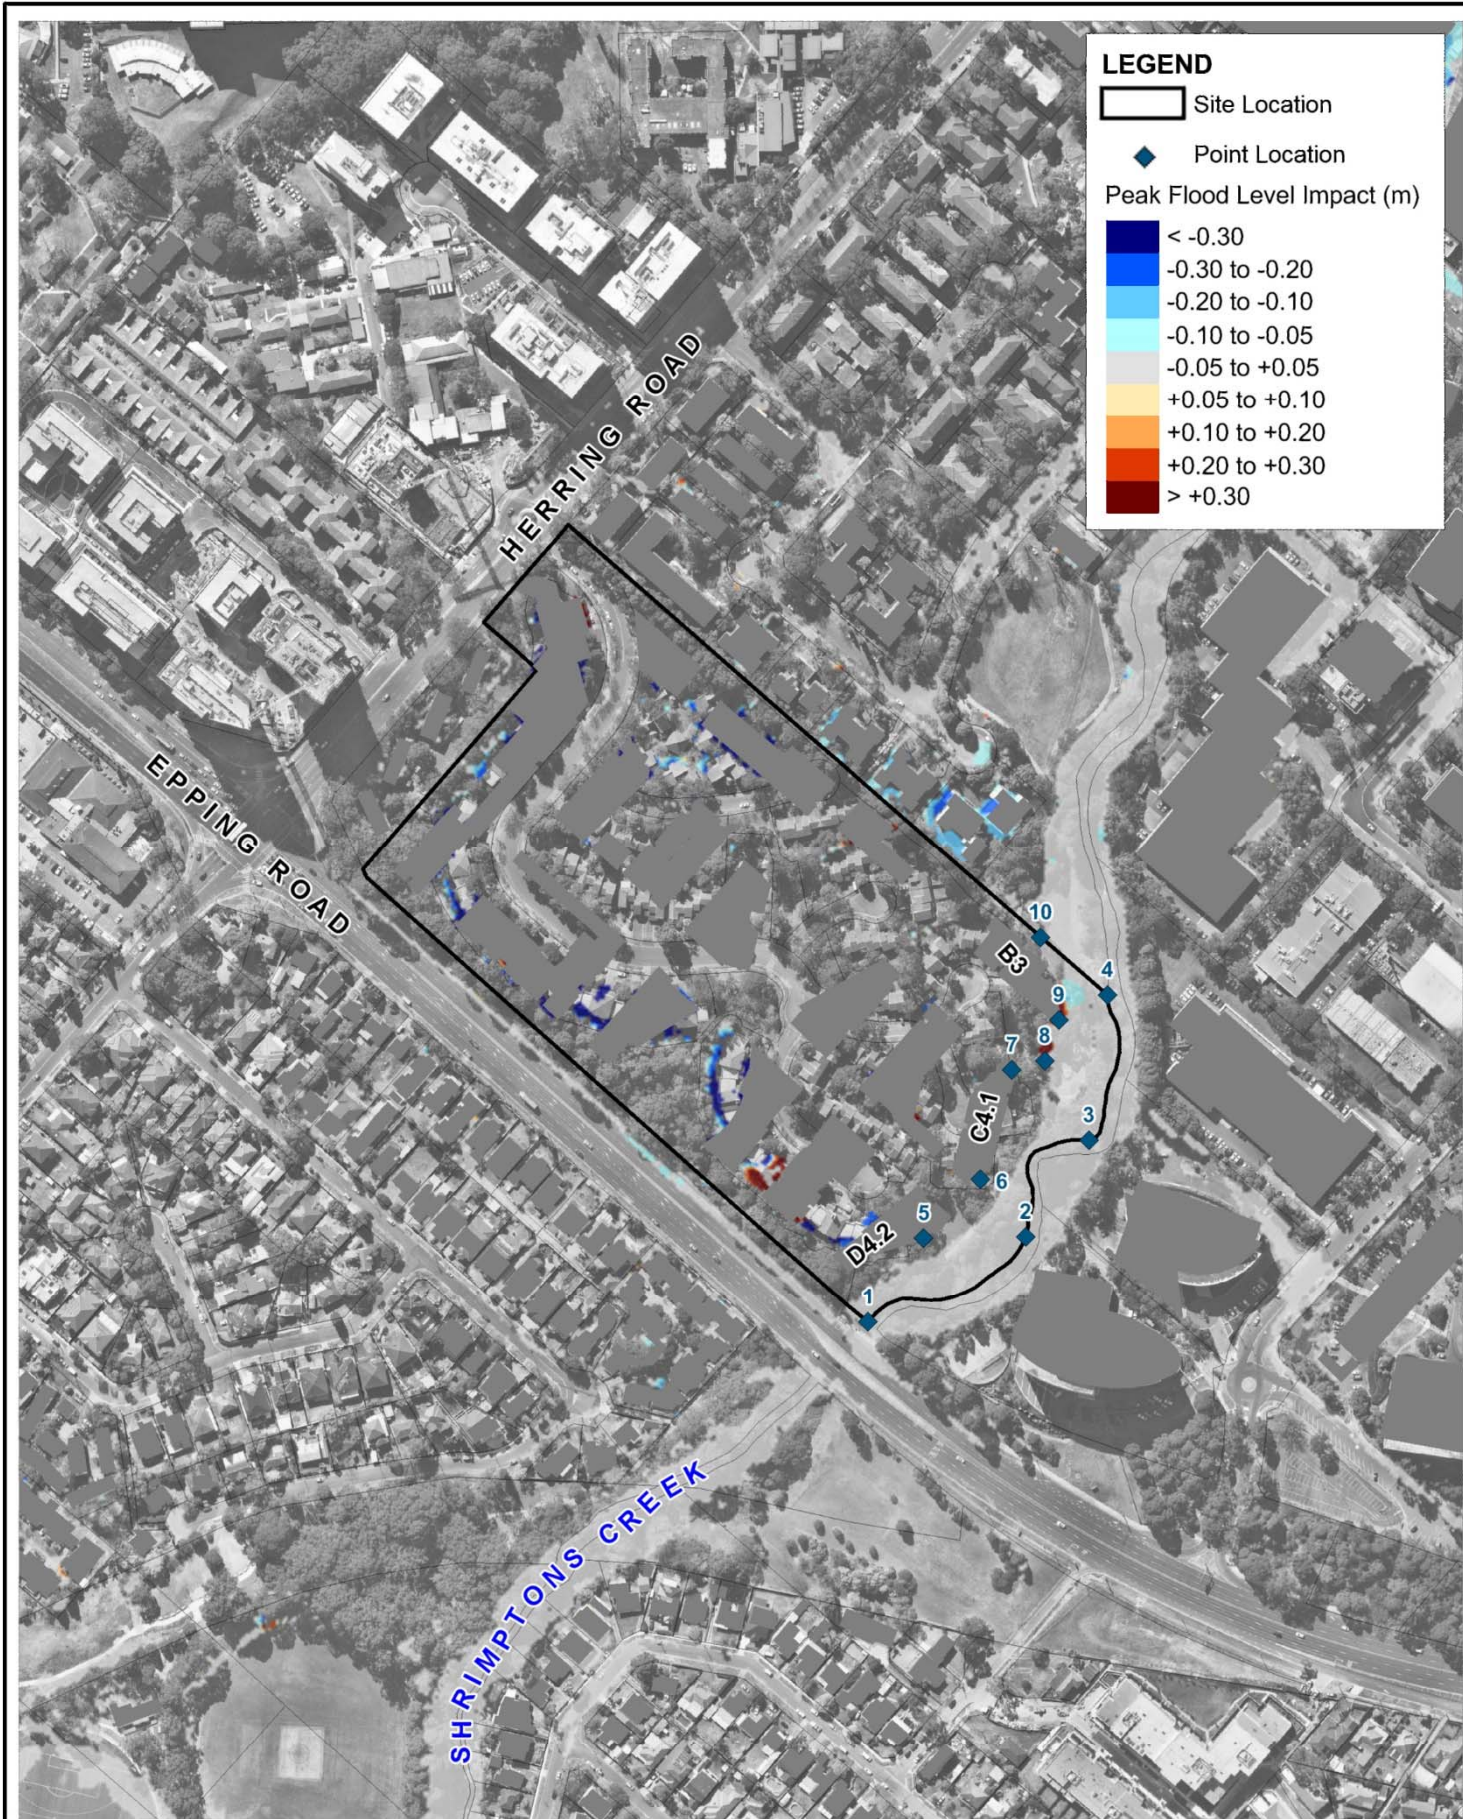 LEGEND
Site Location
Point Location
Peak Flood Level Impact (m)
< -0.30
-0.30 to -0.20
-0.20 to -0.10
-0.10 to -0.05
-0.05 to +0.05
+0.05 to +0.10
+0.10 to +0.20
+0.20 to +0.30
> +0.30
HERRING ROAD
EPPING ROAD
10
B3
4
9
8
7
C4.1
3
6
5
2
D4.2
1
SHRIMPTONS CREEK